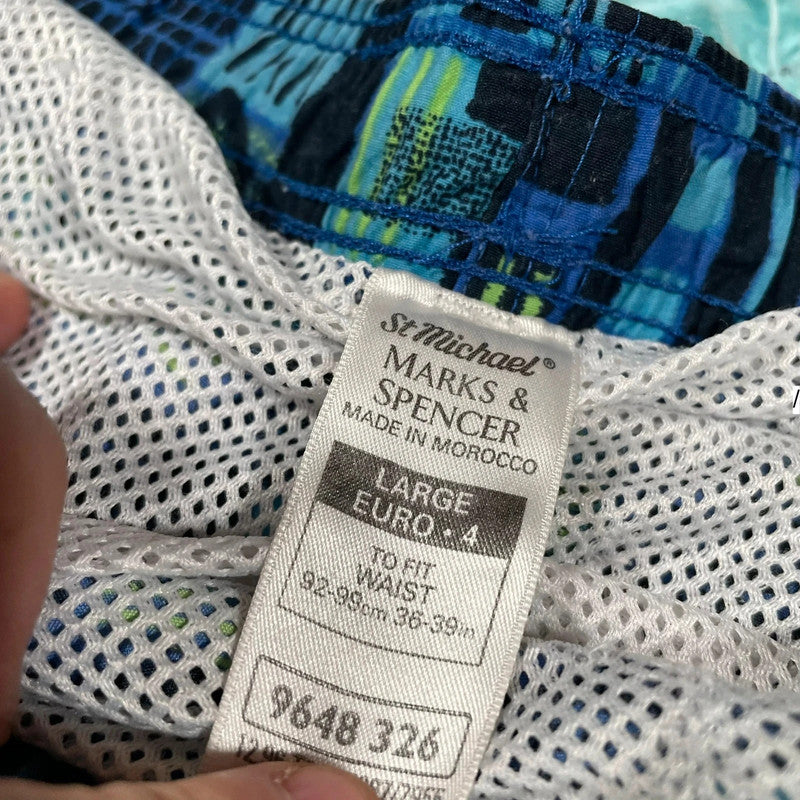 St Michael®
MARKS &
SPENCER
MADE IN MOROCCO
LARGE
EURO • 4
TO FIT
WAIST
92-99cm 36-39in
9648 326